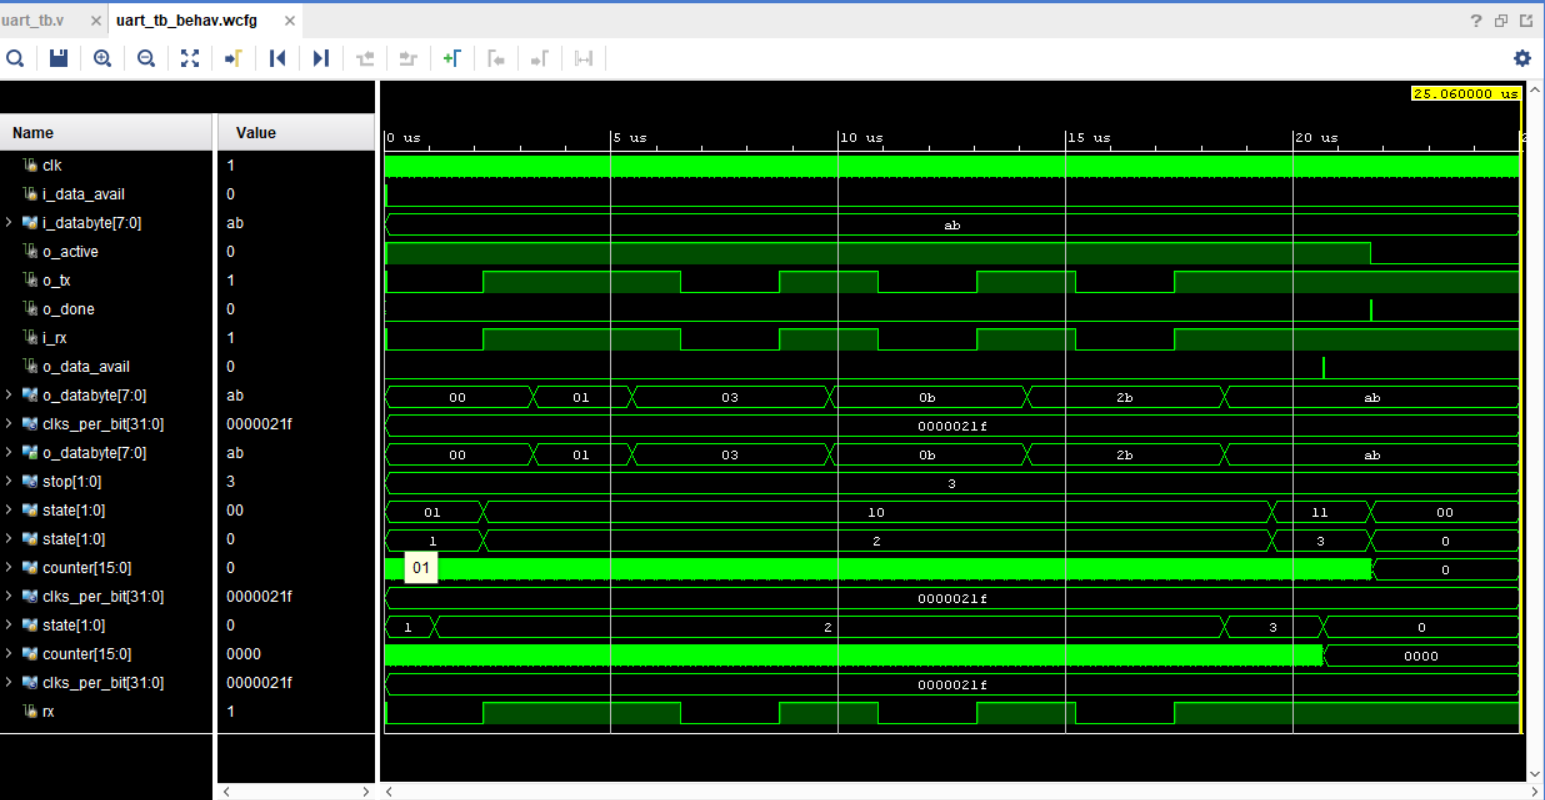 uart_tb.v uart_tb_behav.wcfg
25.060000 us
Name Value 0 us 5 us 10 us 15 us 20 us 2
clk 1
i_data_avail 0
i_databyte[7:0] ab ab
o_active 0
o_tx 1
o_done 0
i_rx 1
o_data_avail 0
o_databyte[7:0] ab 00 01 03 0b 2b ab
clks_per_bit[31:0] 0000021f 0000021f
o_databyte[7:0] ab 00 01 03 0b 2b ab
stop[1:0] 3 3
state[1:0] 00 01 10 11 00
state[1:0] 0 1 2 3 0
counter[15:0] 0 01 0
clks_per_bit[31:0] 0000021f 0000021f
state[1:0] 0 1 2 3 0
counter[15:0] 0000 0000
clks_per_bit[31:0] 0000021f 0000021f
rx 1